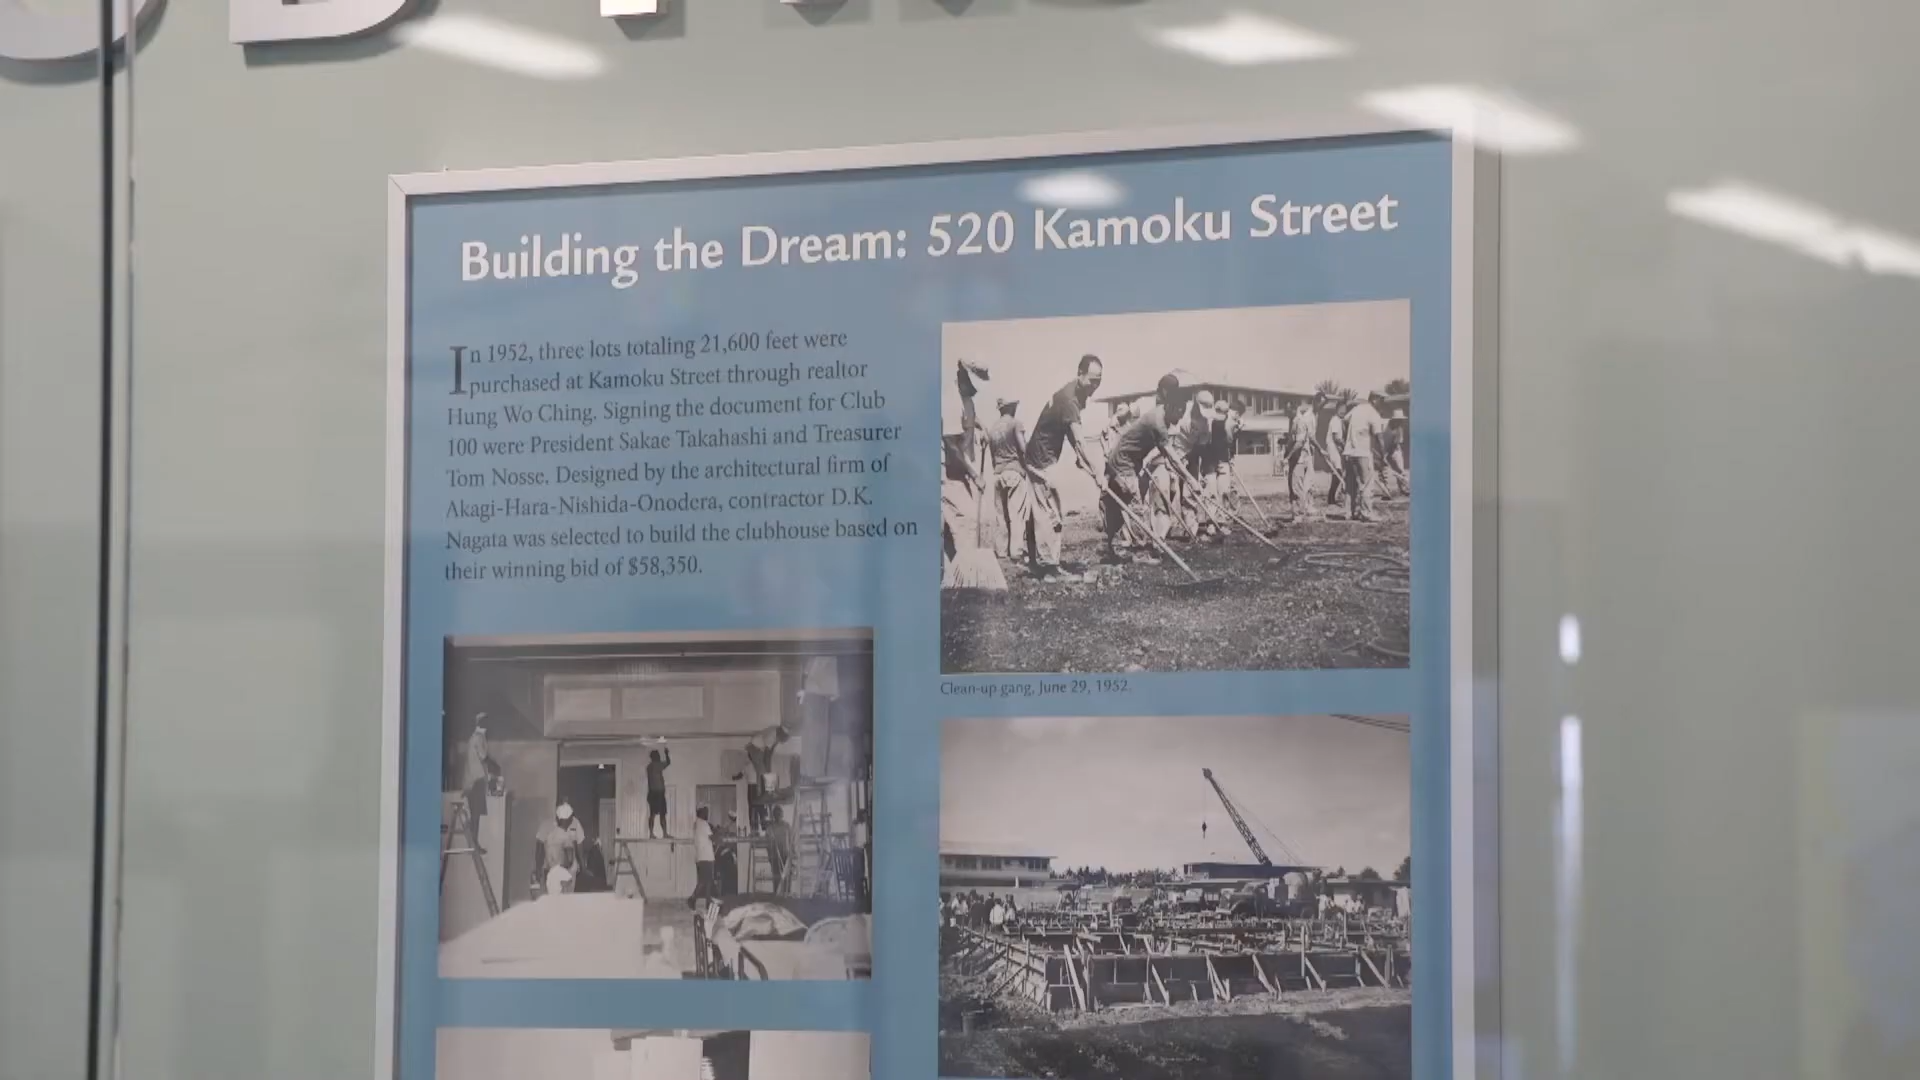 Building the Dream: 520 Kamoku Street
In 1952, three lots totaling 21,600 feet were
purchased at Kamoku Street through realtor
Hung Wo Ching. Signing the document for Club
100 were President Sakae Takahashi and Treasurer
Tom Nosse. Designed by the architectural firm of
Akagi-Hara-Nishida-Onodera, contractor D.K.
Nagata was selected to build the clubhouse based on
their winning bid of $58,350.
Clean-up gang, June 29, 1952.